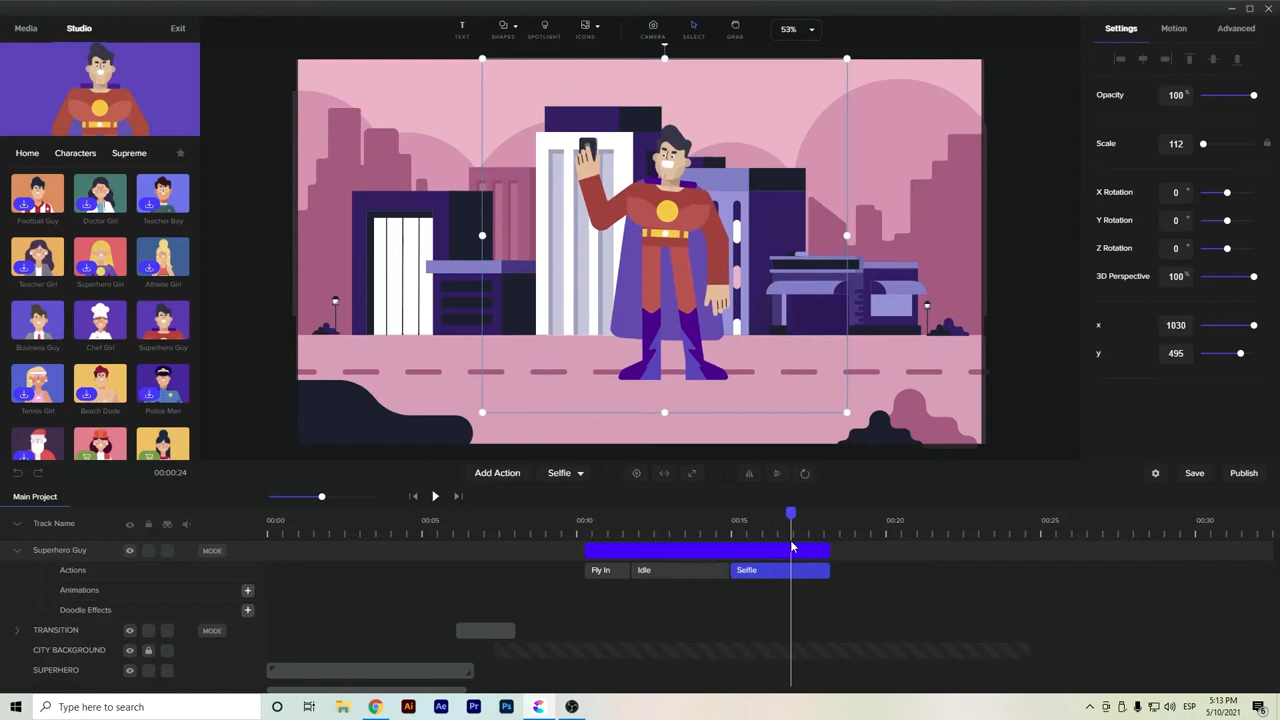 Media
Studio
Exit
TEXT
SHAPES
SPOTLIGHT
ICONS
CAMERA
SELECT
GRAB
53%
Settings
Motion
Advanced
Opacity 100 %
Scale 112
X Rotation 0 °
Y Rotation 0 °
Z Rotation 0 °
3D Perspective 100 %
x 1030
y 495
Home
Characters
Supreme
Football Guy
Doctor Girl
Teacher Boy
Teacher Girl
Superhero Girl
Athlete Girl
Business Guy
Chef Girl
Superhero Guy
Tennis Girl
Beach Dude
Police Man
00:00:24
Add Action
Selfie
Save
Publish
Main Project
Track Name
00:00
00:05
00:10
00:15
00:20
00:25
00:30
Superhero Guy
MODE
Actions
Fly In
Idle
Selfie
Animations
Doodle Effects
TRANSITION
MODE
CITY BACKGROUND
SUPERHERO
Type here to search
Ai
Ae
Pr
Ps
ESP
5:13 PM
5/10/2021
6